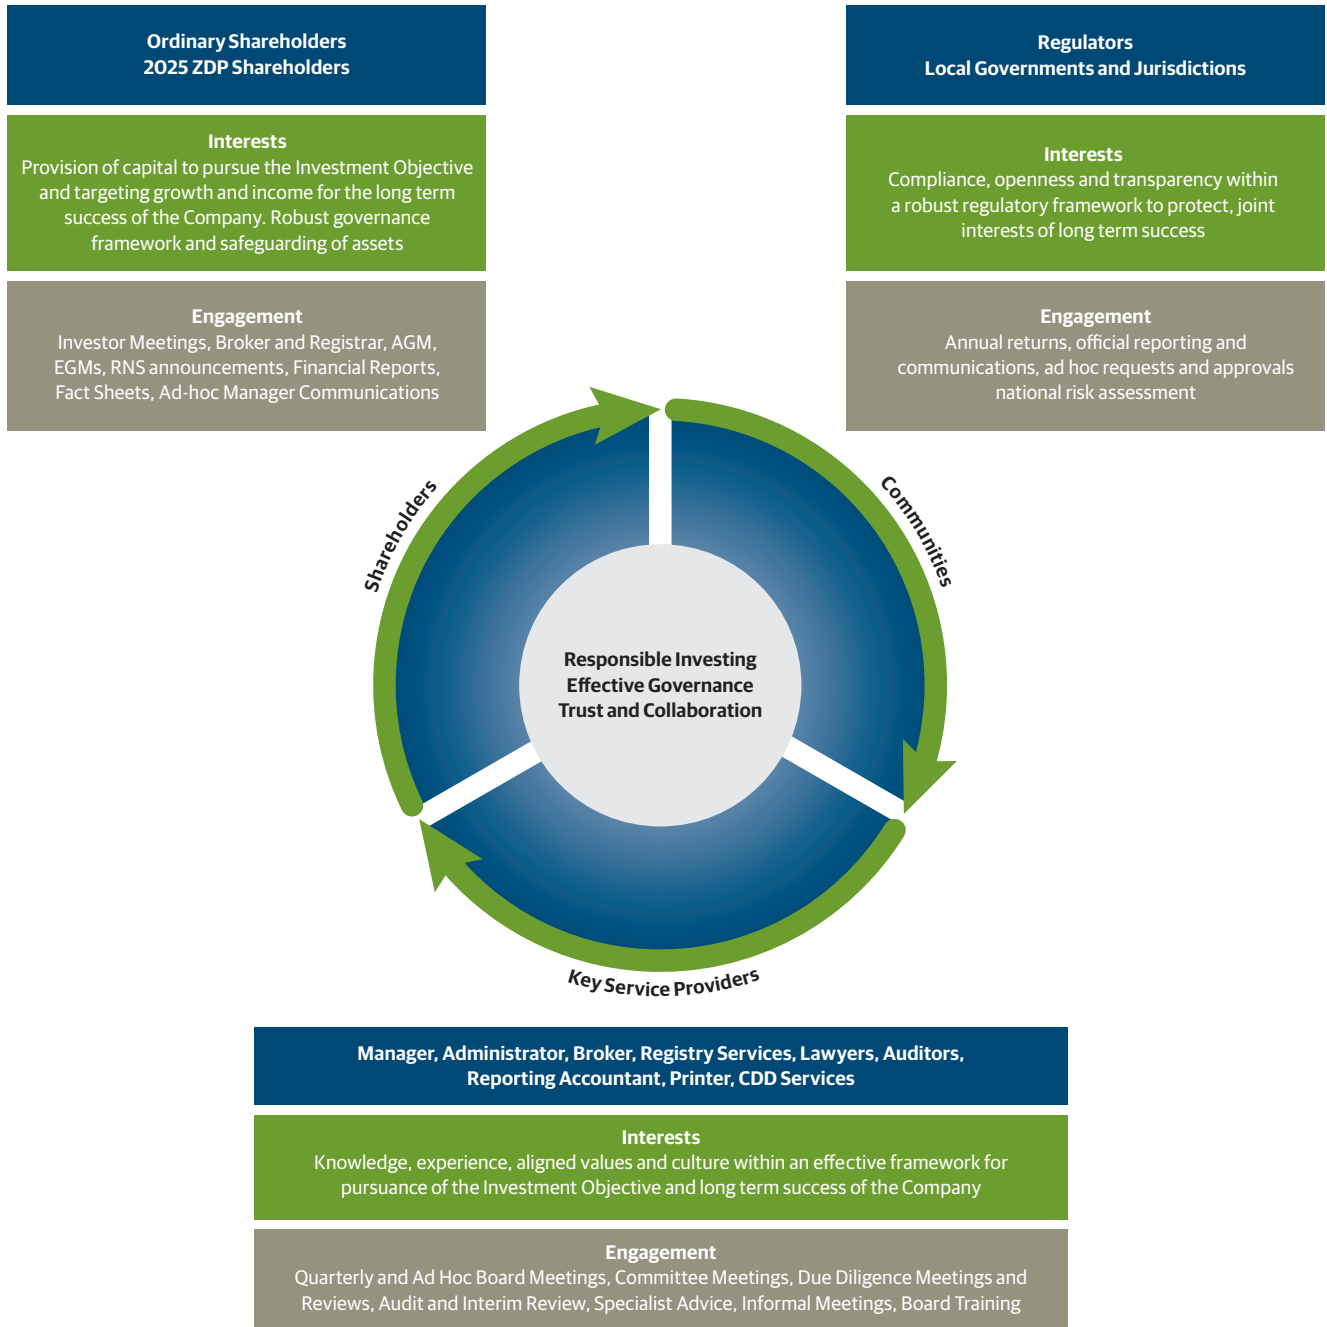 Ordinary Shareholders
2025 ZDP Shareholders
Interests
Provision of capital to pursue the Investment Objective
and targeting growth and income for the long term
success of the Company. Robust governance
framework and safeguarding of assets
Engagement
Investor Meetings, Broker and Registrar, AGM,
EGMs, RNS announcements, Financial Reports,
Fact Sheets, Ad-hoc Manager Communications
Regulators
Local Governments and Jurisdictions
Interests
Compliance, openness and transparency within
a robust regulatory framework to protect, joint
interests of long term success
Engagement
Annual returns, official reporting and
communications, ad hoc requests and approvals
national risk assessment
Shareholders
Communities
Responsible Investing
Effective Governance
Trust and Collaboration
Key Service Providers
Manager, Administrator, Broker, Registry Services, Lawyers, Auditors,
Reporting Accountant, Printer, CDD Services
Interests
Knowledge, experience, aligned values and culture within an effective framework for
pursuance of the Investment Objective and long term success of the Company
Engagement
Quarterly and Ad Hoc Board Meetings, Committee Meetings, Due Diligence Meetings and
Reviews, Audit and Interim Review, Specialist Advice, Informal Meetings, Board Training